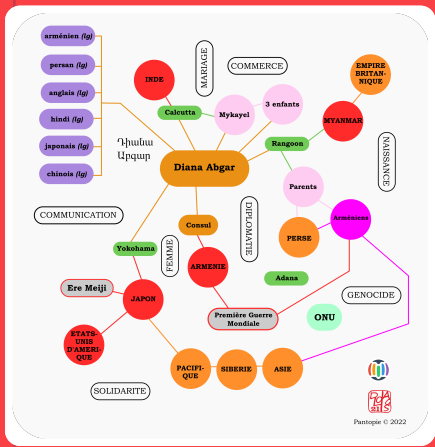 arménien (lg)
persan (lg)
anglais (lg)
hindi (lg)
japonais (lg)
chinois (lg)
INDE
MARIAGE
COMMERCE
Calcutta
Mykayel
3 enfants
EMPIRE
BRITAN-
NIQUE
MYANMAR
Rangoon
NAISSANCE
Դիանա
Աբգար
Diana Abgar
Parents
Arméniens
PERSE
COMMUNICATION
Consul
DIPLOMATIE
FEMME
Yokohama
ARMENIE
Adana
Ere Meiji
JAPON
GENOCIDE
Première Guerre
Mondiale
ONU
ETATS-
UNIS
D'AMERI-
QUE
PACIFI-
QUE
SIBERIE
ASIE
SOLIDARITE
Pantopie © 2022